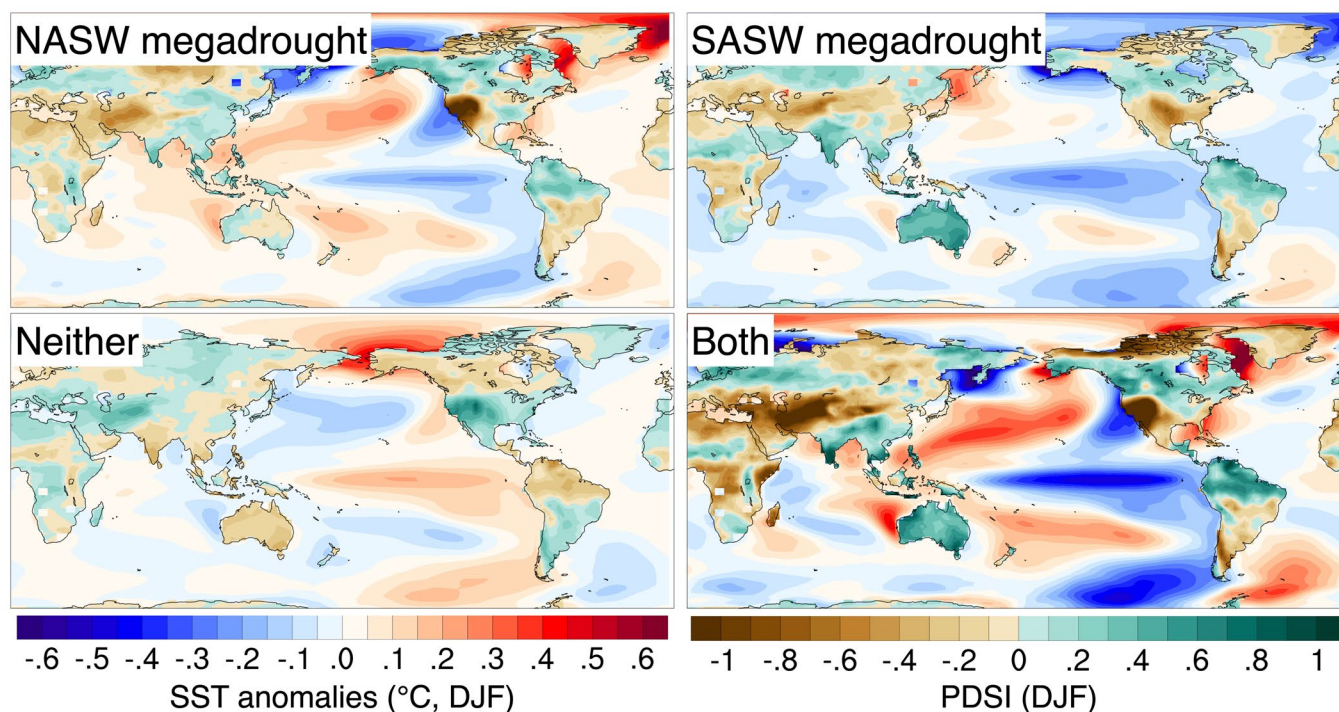 NASW megadrought
SASW megadrought
Neither
Both
-.6 -.5 -.4 -.3 -.2 -.1 .0 .1 .2 .3 .4 .5 .6
SST anomalies (°C, DJF)
-1 -.8 -.6 -.4 -.2 0 .2 .4 .6 .8 1
PDSI (DJF)